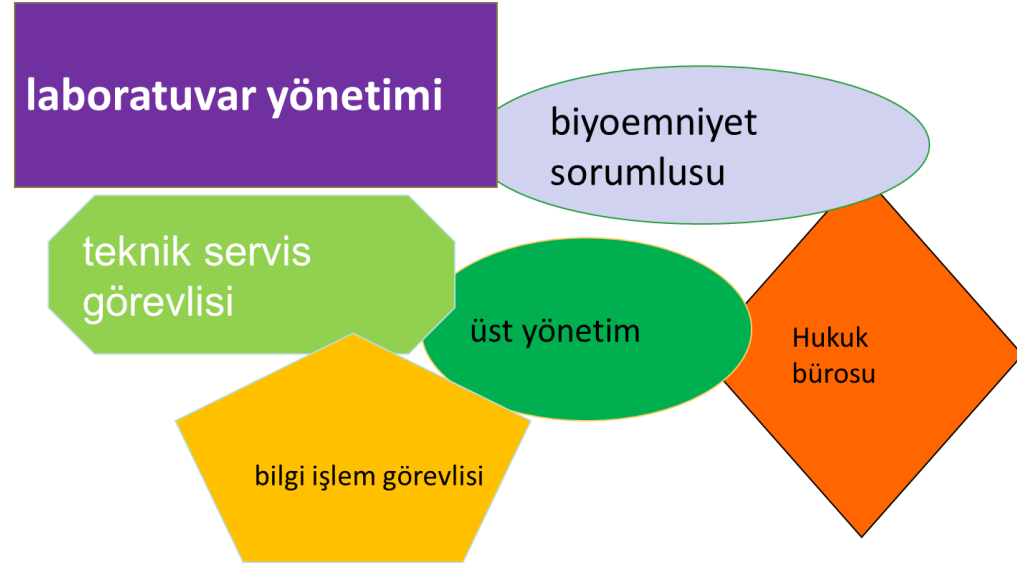 laboratuvar yönetimi
biyoemniyet
sorumlusu
teknik servis
görevlisi
üst yönetim
Hukuk
bürosu
bilgi işlem görevlisi